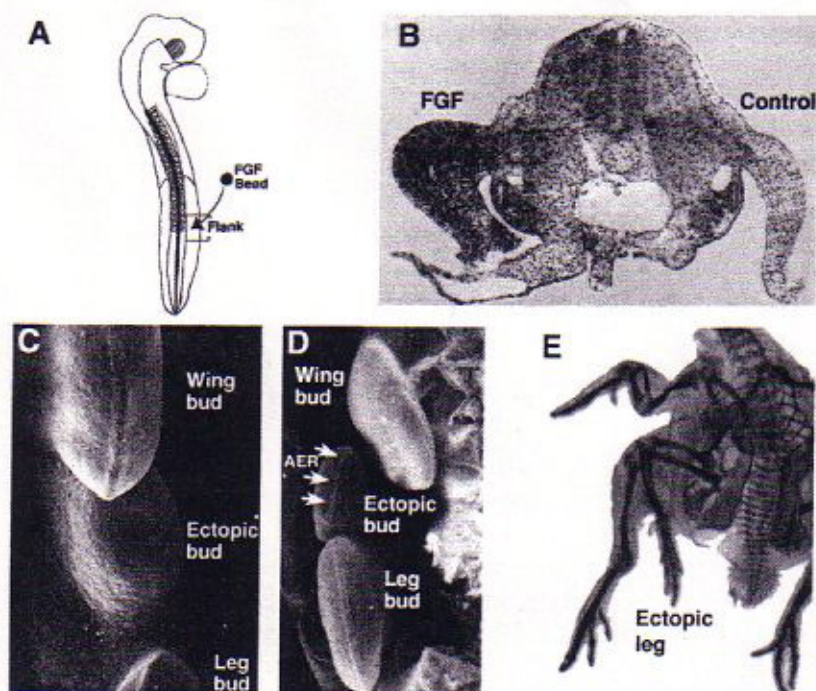 A
FGF
Bead
Flank
B
FGF
Control
C
Wing
bud
Ectopic
bud
Leg
bud
D
Wing
bud
AER
Ectopic
bud
Leg
bud
E
Ectopic
leg